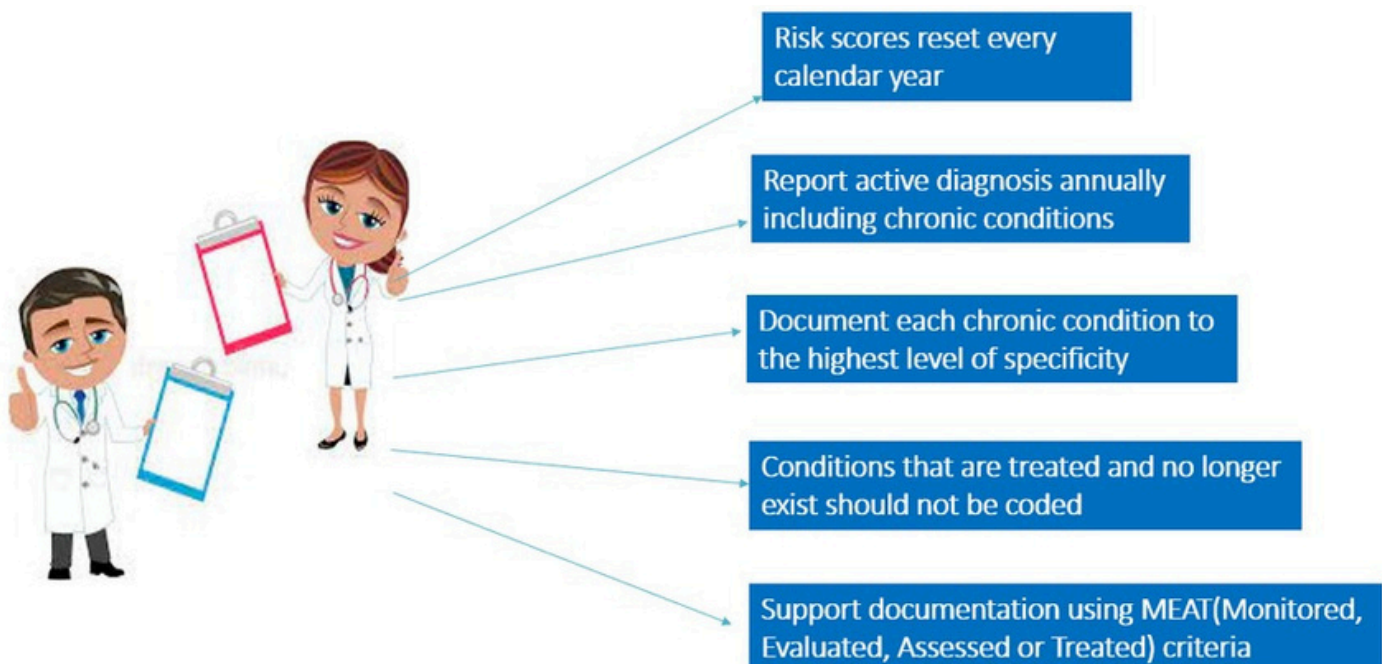 Risk scores reset every
calendar year
Report active diagnosis annually
including chronic conditions
Document each chronic condition to
the highest level of specificity
Conditions that are treated and no longer
exist should not be coded
Support documentation using MEAT(Monitored,
Evaluated, Assessed or Treated) criteria